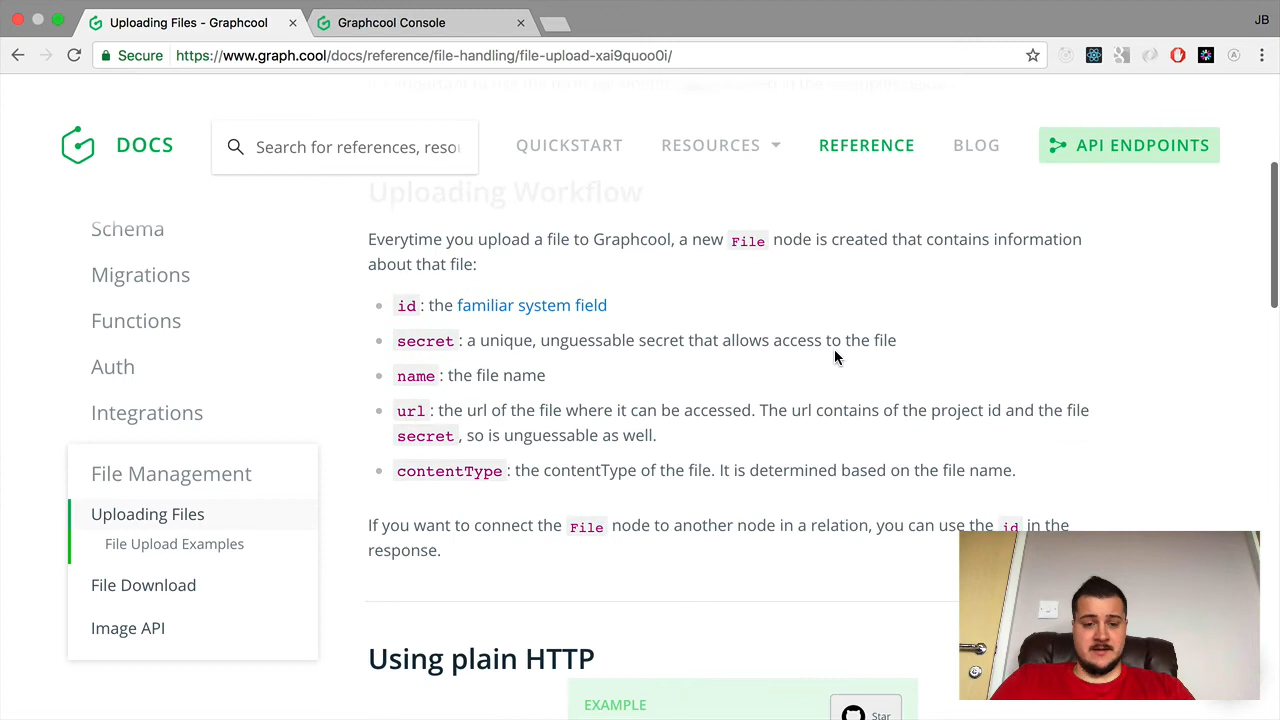 Uploading Files - Graphcool
Graphcool Console
JB
Secure https://www.graph.cool/docs/reference/file-handling/file-upload-xai9quoo0i/
DOCS
Search for references, reso
QUICKSTART
RESOURCES
REFERENCE
BLOG
API ENDPOINTS
Uploading Workflow
Schema
Migrations
Functions
Auth
Integrations
File Management
Uploading Files
File Upload Examples
File Download
Image API
Everytime you upload a file to Graphcool, a new File node is created that contains information
about that file:
id : the familiar system field
secret : a unique, unguessable secret that allows access to the file
name : the file name
url : the url of the file where it can be accessed. The url contains of the project id and the file
secret , so is unguessable as well.
contentType : the contentType of the file. It is determined based on the file name.
If you want to connect the File node to another node in a relation, you can use the id in the
response.
Using plain HTTP
EXAMPLE
Star